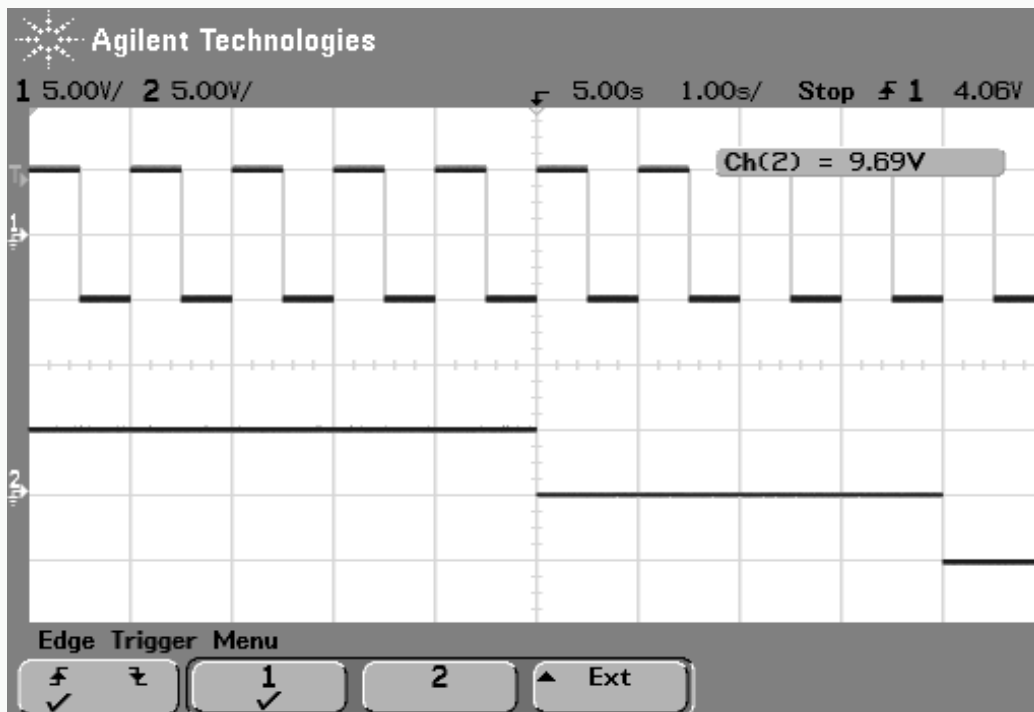 Agilent Technologies
1 5.00V/ 2 5.00V/ 5.00s 1.00s/ Stop 1 4.06V
Ch(2) = 9.69V
T
1
2
Edge Trigger Menu
1 2 Ext